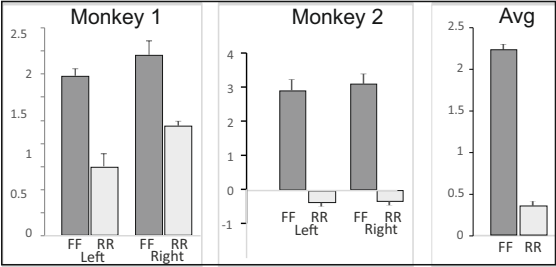 Monkey 1
2.5
2
1.5
1
0.5
0
FF RR FF RR
Left Right
Monkey 2
4
3
2
1
0
-1
FF RR FF RR
Left Right
Avg
2.5
2
1.5
1
0.5
0
FF RR